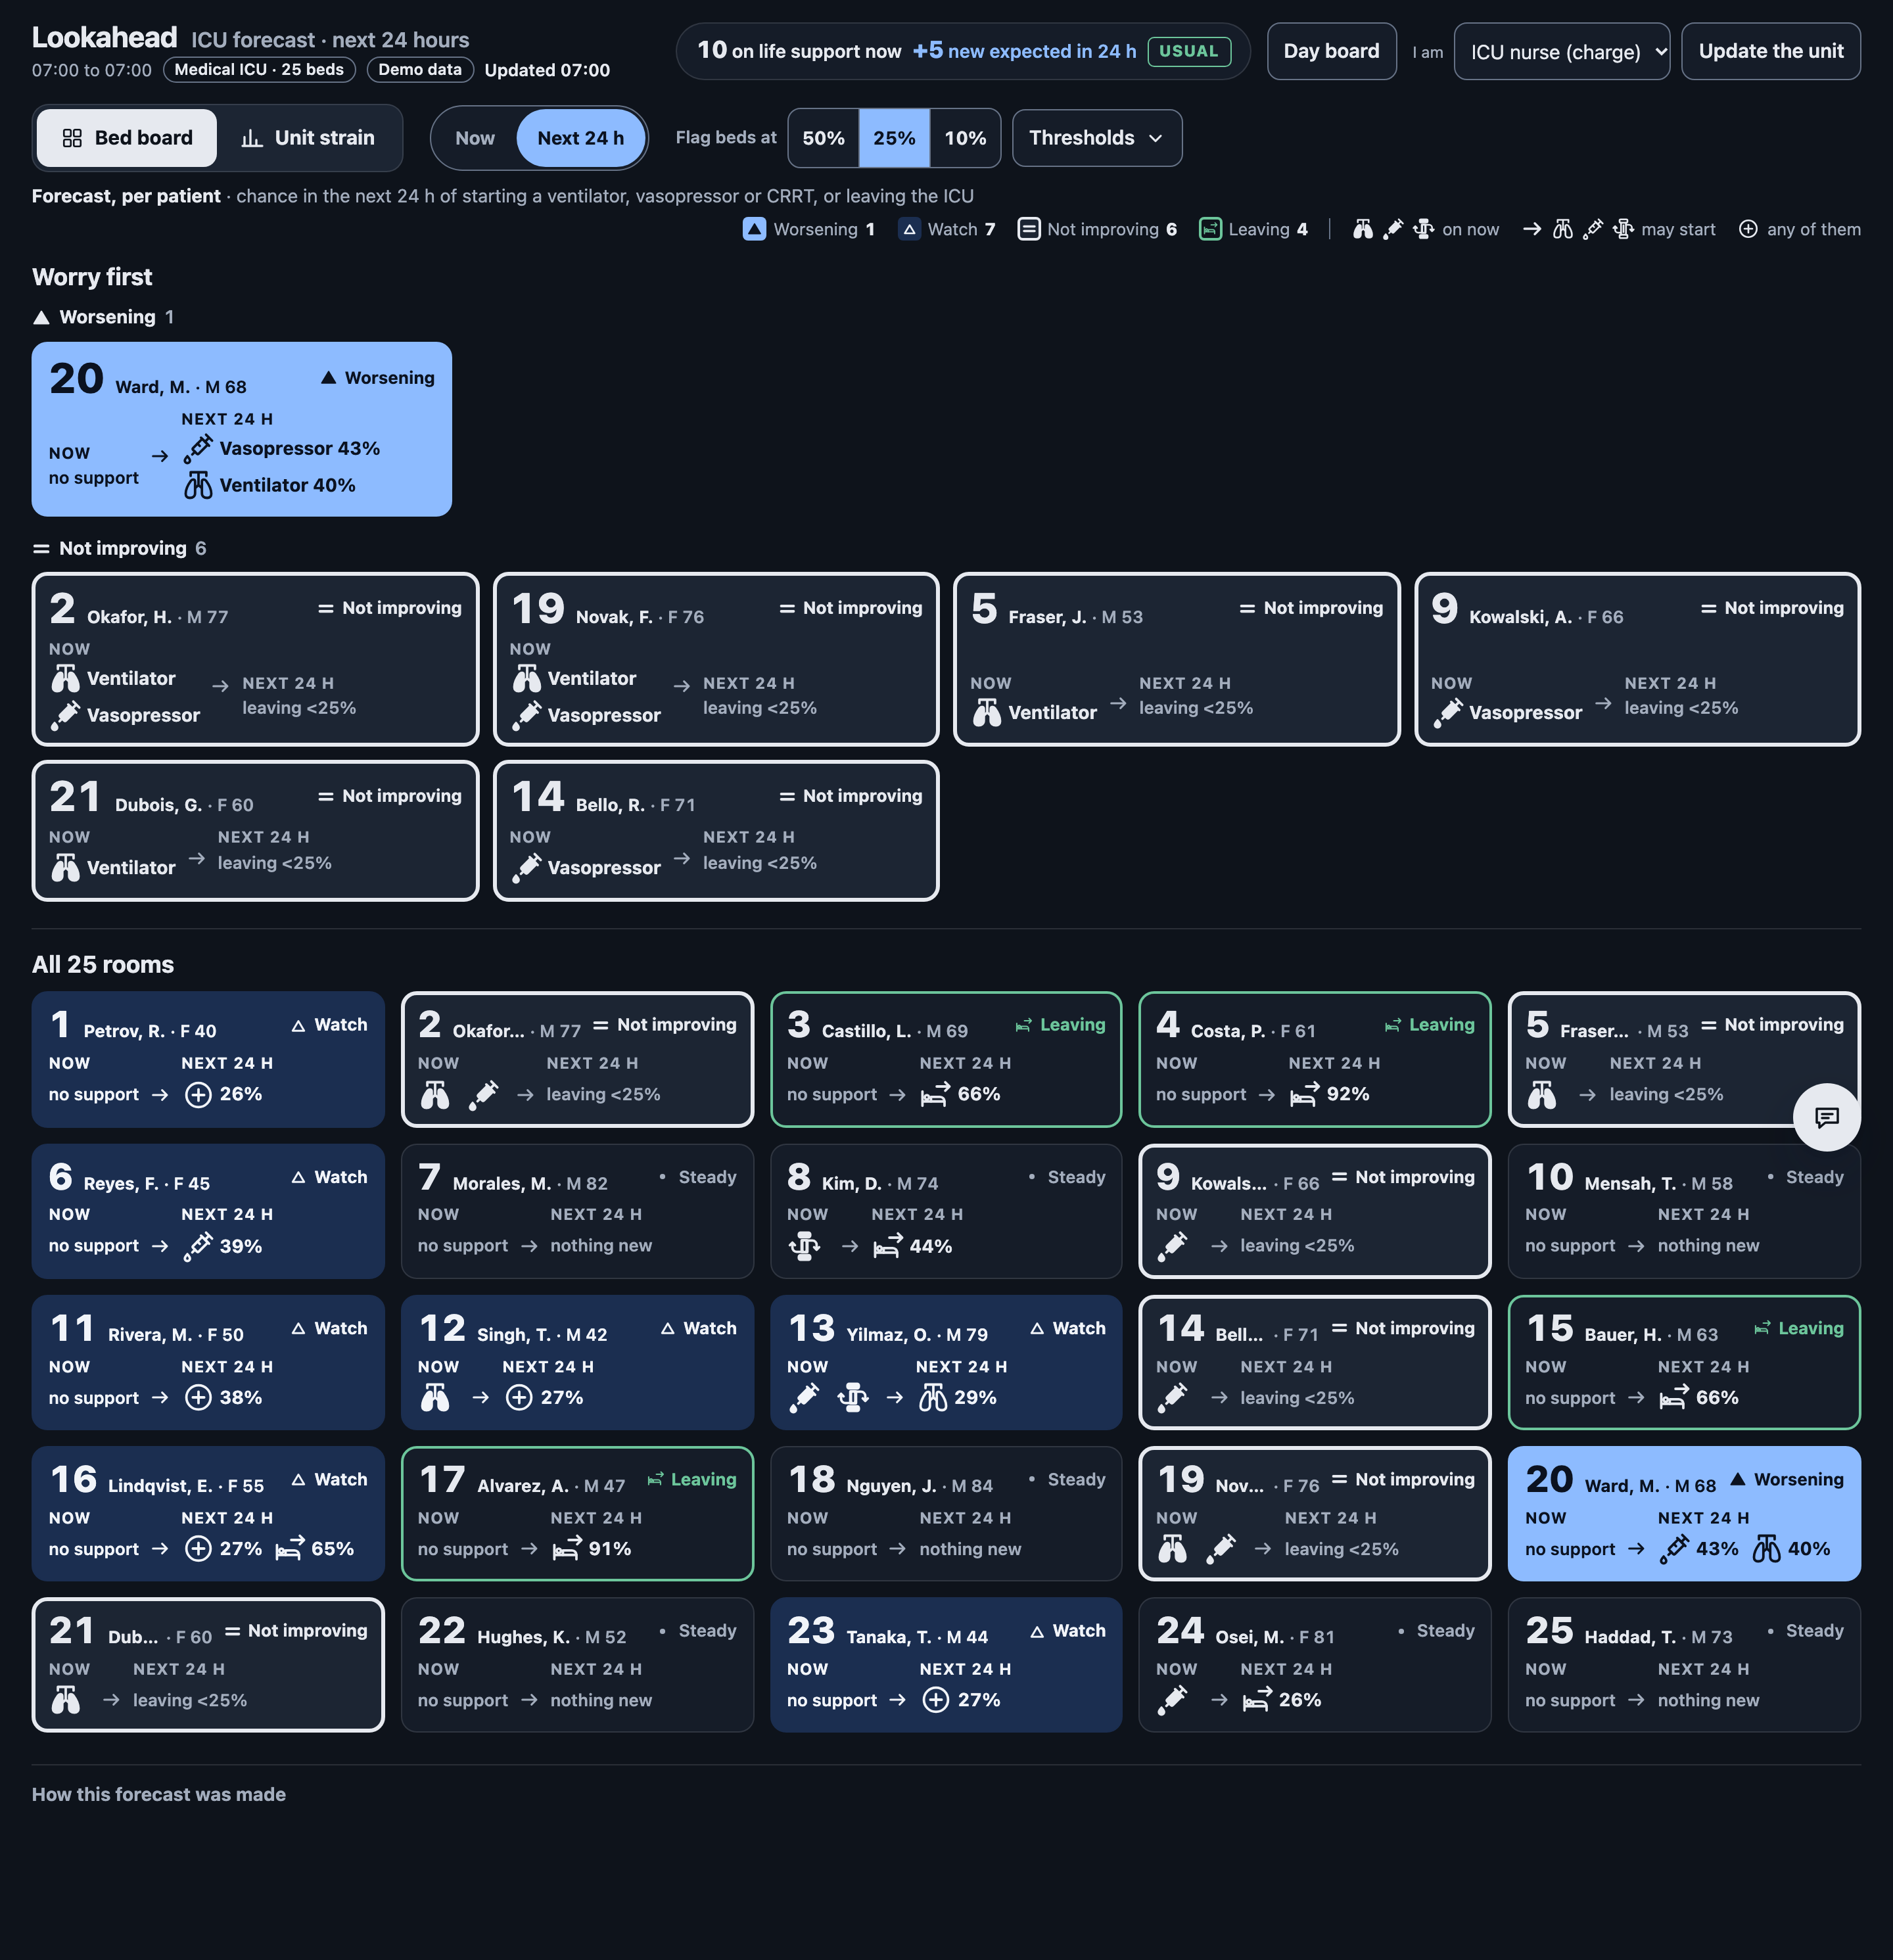 Lookahead ICU forecast · next 24 hours
07:00 to 07:00 Medical ICU · 25 beds Demo data Updated 07:00
10 on life support now +5 new expected in 24 h USUAL
Day board
I am ICU nurse (charge)
Update the unit
Bed board Unit strain
Now Next 24 h
Flag beds at 50% 25% 10%
Thresholds
Forecast, per patient · chance in the next 24 h of starting a ventilator, vasopressor or CRRT, or leaving the ICU
Worsening 1 Watch 7 Not improving 6 Leaving 4 on now may start any of them
Worry first
Worsening 1
20 Ward, M. · M 68 Worsening
NOW
no support
NEXT 24 H
Vasopressor 43%
Ventilator 40%
Not improving 6
2 Okafor, H. · M 77 Not improving
NOW
Ventilator
Vasopressor
NEXT 24 H
leaving <25%
19 Novak, F. · F 76 Not improving
NOW
Ventilator
Vasopressor
NEXT 24 H
leaving <25%
5 Fraser, J. · M 53 Not improving
NOW
Ventilator
NEXT 24 H
leaving <25%
9 Kowalski, A. · F 66 Not improving
NOW
Vasopressor
NEXT 24 H
leaving <25%
21 Dubois, G. · F 60 Not improving
NOW
Ventilator
NEXT 24 H
leaving <25%
14 Bello, R. · F 71 Not improving
NOW
Vasopressor
NEXT 24 H
leaving <25%
All 25 rooms
1 Petrov, R. · F 40 Watch
NOW NEXT 24 H
no support 26%
2 Okafor... · M 77 Not improving
NOW NEXT 24 H
leaving <25%
3 Castillo, L. · M 69 Leaving
NOW NEXT 24 H
no support 66%
4 Costa, P. · F 61 Leaving
NOW NEXT 24 H
no support 92%
5 Fraser... · M 53 Not improving
NOW NEXT 24 H
leaving <25%
6 Reyes, F. · F 45 Watch
NOW NEXT 24 H
no support 39%
7 Morales, M. · M 82 Steady
NOW NEXT 24 H
no support nothing new
8 Kim, D. · M 74 Steady
NOW NEXT 24 H
44%
9 Kowals... · F 66 Not improving
NOW NEXT 24 H
leaving <25%
10 Mensah, T. · M 58 Steady
NOW NEXT 24 H
no support nothing new
11 Rivera, M. · F 50 Watch
NOW NEXT 24 H
no support 38%
12 Singh, T. · M 42 Watch
NOW NEXT 24 H
27%
13 Yilmaz, O. · M 79 Watch
NOW NEXT 24 H
29%
14 Bell... · F 71 Not improving
NOW NEXT 24 H
leaving <25%
15 Bauer, H. · M 63 Leaving
NOW NEXT 24 H
no support 66%
16 Lindqvist, E. · F 55 Watch
NOW NEXT 24 H
no support 27% 65%
17 Alvarez, A. · M 47 Leaving
NOW NEXT 24 H
no support 91%
18 Nguyen, J. · M 84 Steady
NOW NEXT 24 H
no support nothing new
19 Nov... · F 76 Not improving
NOW NEXT 24 H
leaving <25%
20 Ward, M. · M 68 Worsening
NOW NEXT 24 H
no support 43% 40%
21 Dub... · F 60 Not improving
NOW NEXT 24 H
leaving <25%
22 Hughes, K. · M 52 Steady
NOW NEXT 24 H
no support nothing new
23 Tanaka, T. · M 44 Watch
NOW NEXT 24 H
no support 27%
24 Osei, M. · F 81 Steady
NOW NEXT 24 H
26%
25 Haddad, T. · M 73 Steady
NOW NEXT 24 H
no support nothing new
How this forecast was made